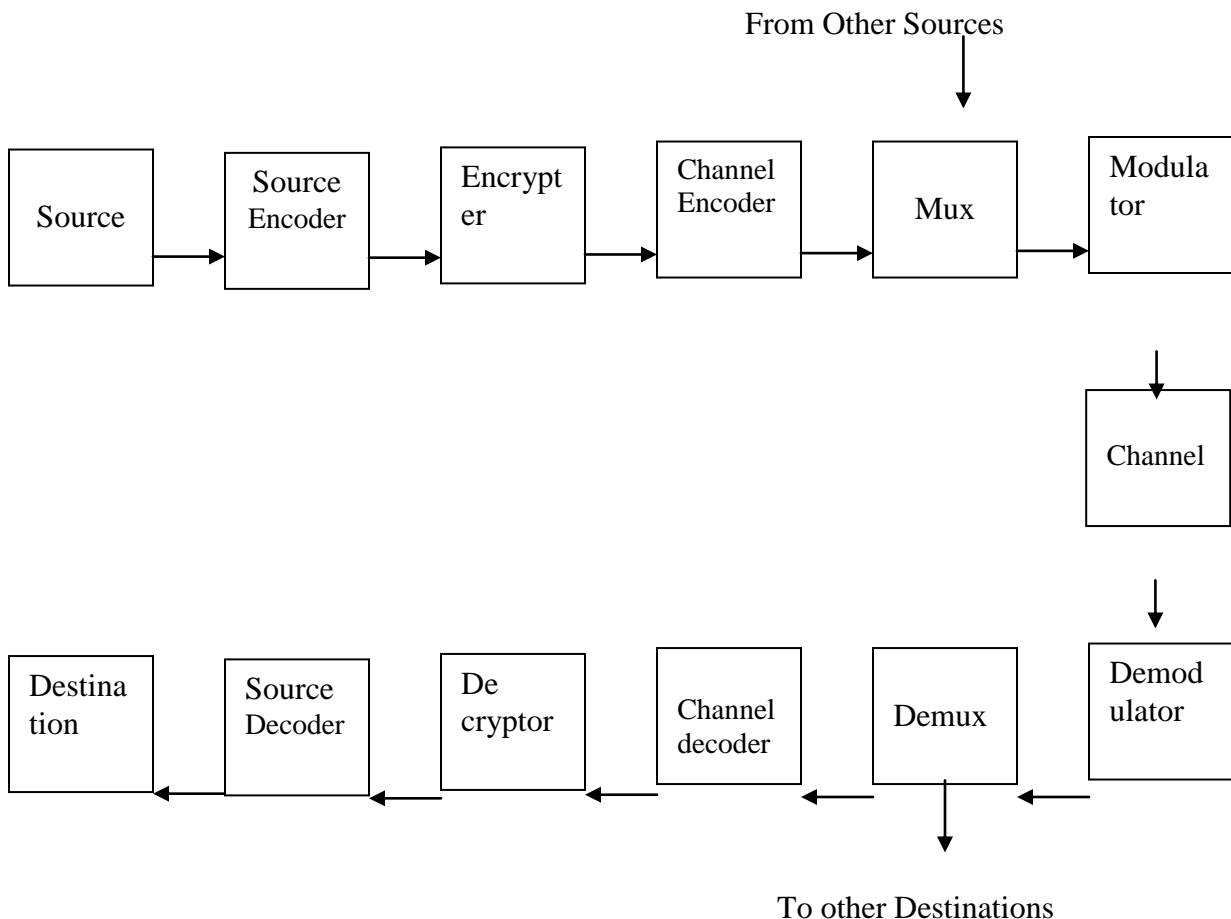 From Other Sources
Source
Source
Encoder
Encrypt
er
Channel
Encoder
Mux
Modula
tor
Channel
Destina
tion
Source
Decoder
De
cryptor
Channel
decoder
Demux
Demod
ulator
To other Destinations